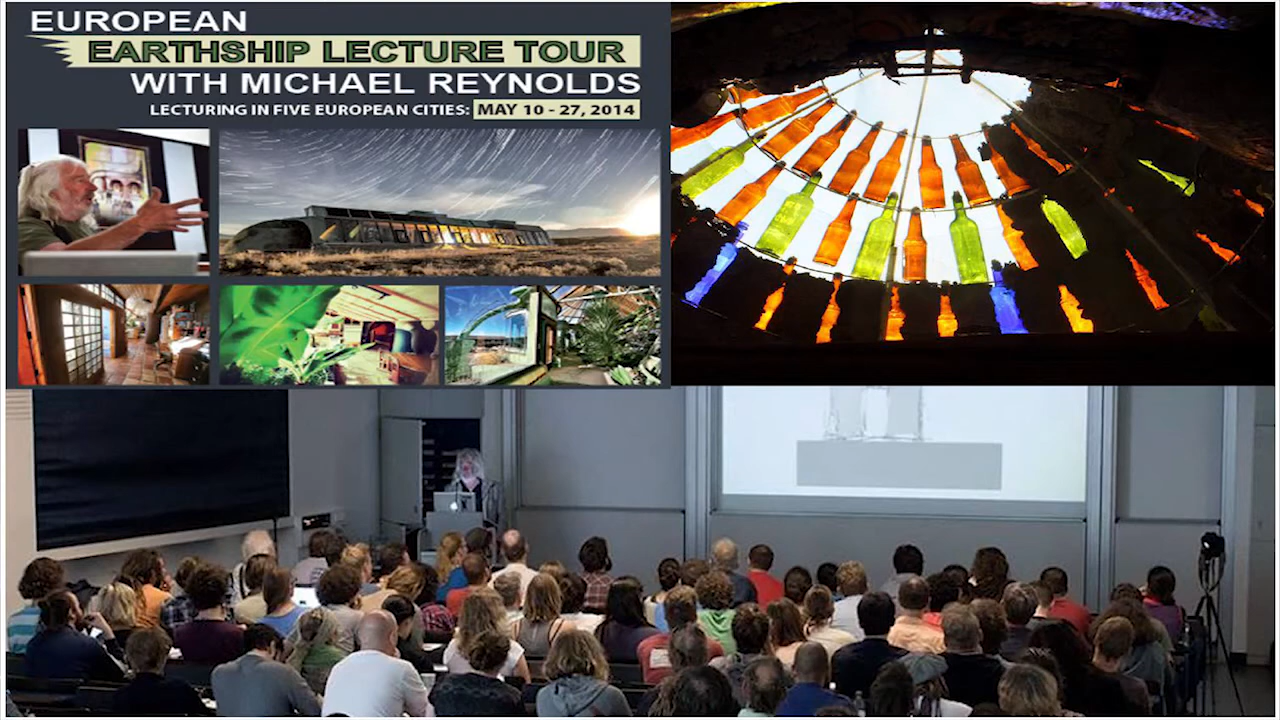 EUROPEAN
EARTHSHIP LECTURE TOUR
WITH MICHAEL REYNOLDS
LECTURING IN FIVE EUROPEAN CITIES: MAY 10 - 27, 2014